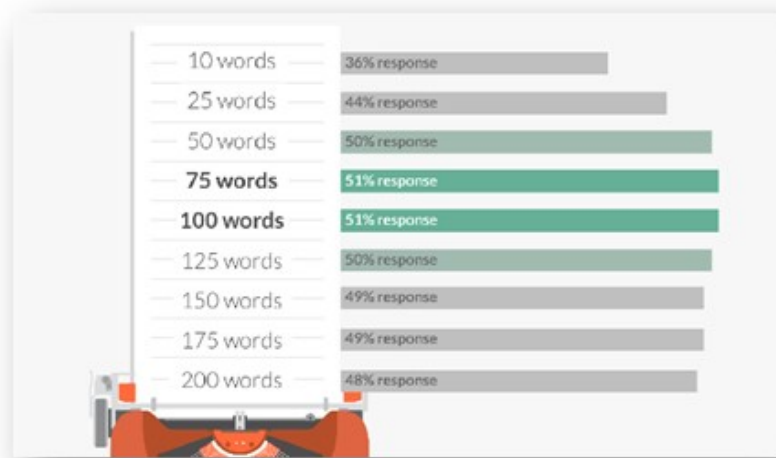 10 words 36% response
25 words 44% response
50 words 50% response
75 words 51% response
100 words 51% response
125 words 50% response
150 words 49% response
175 words 49% response
200 words 48% response